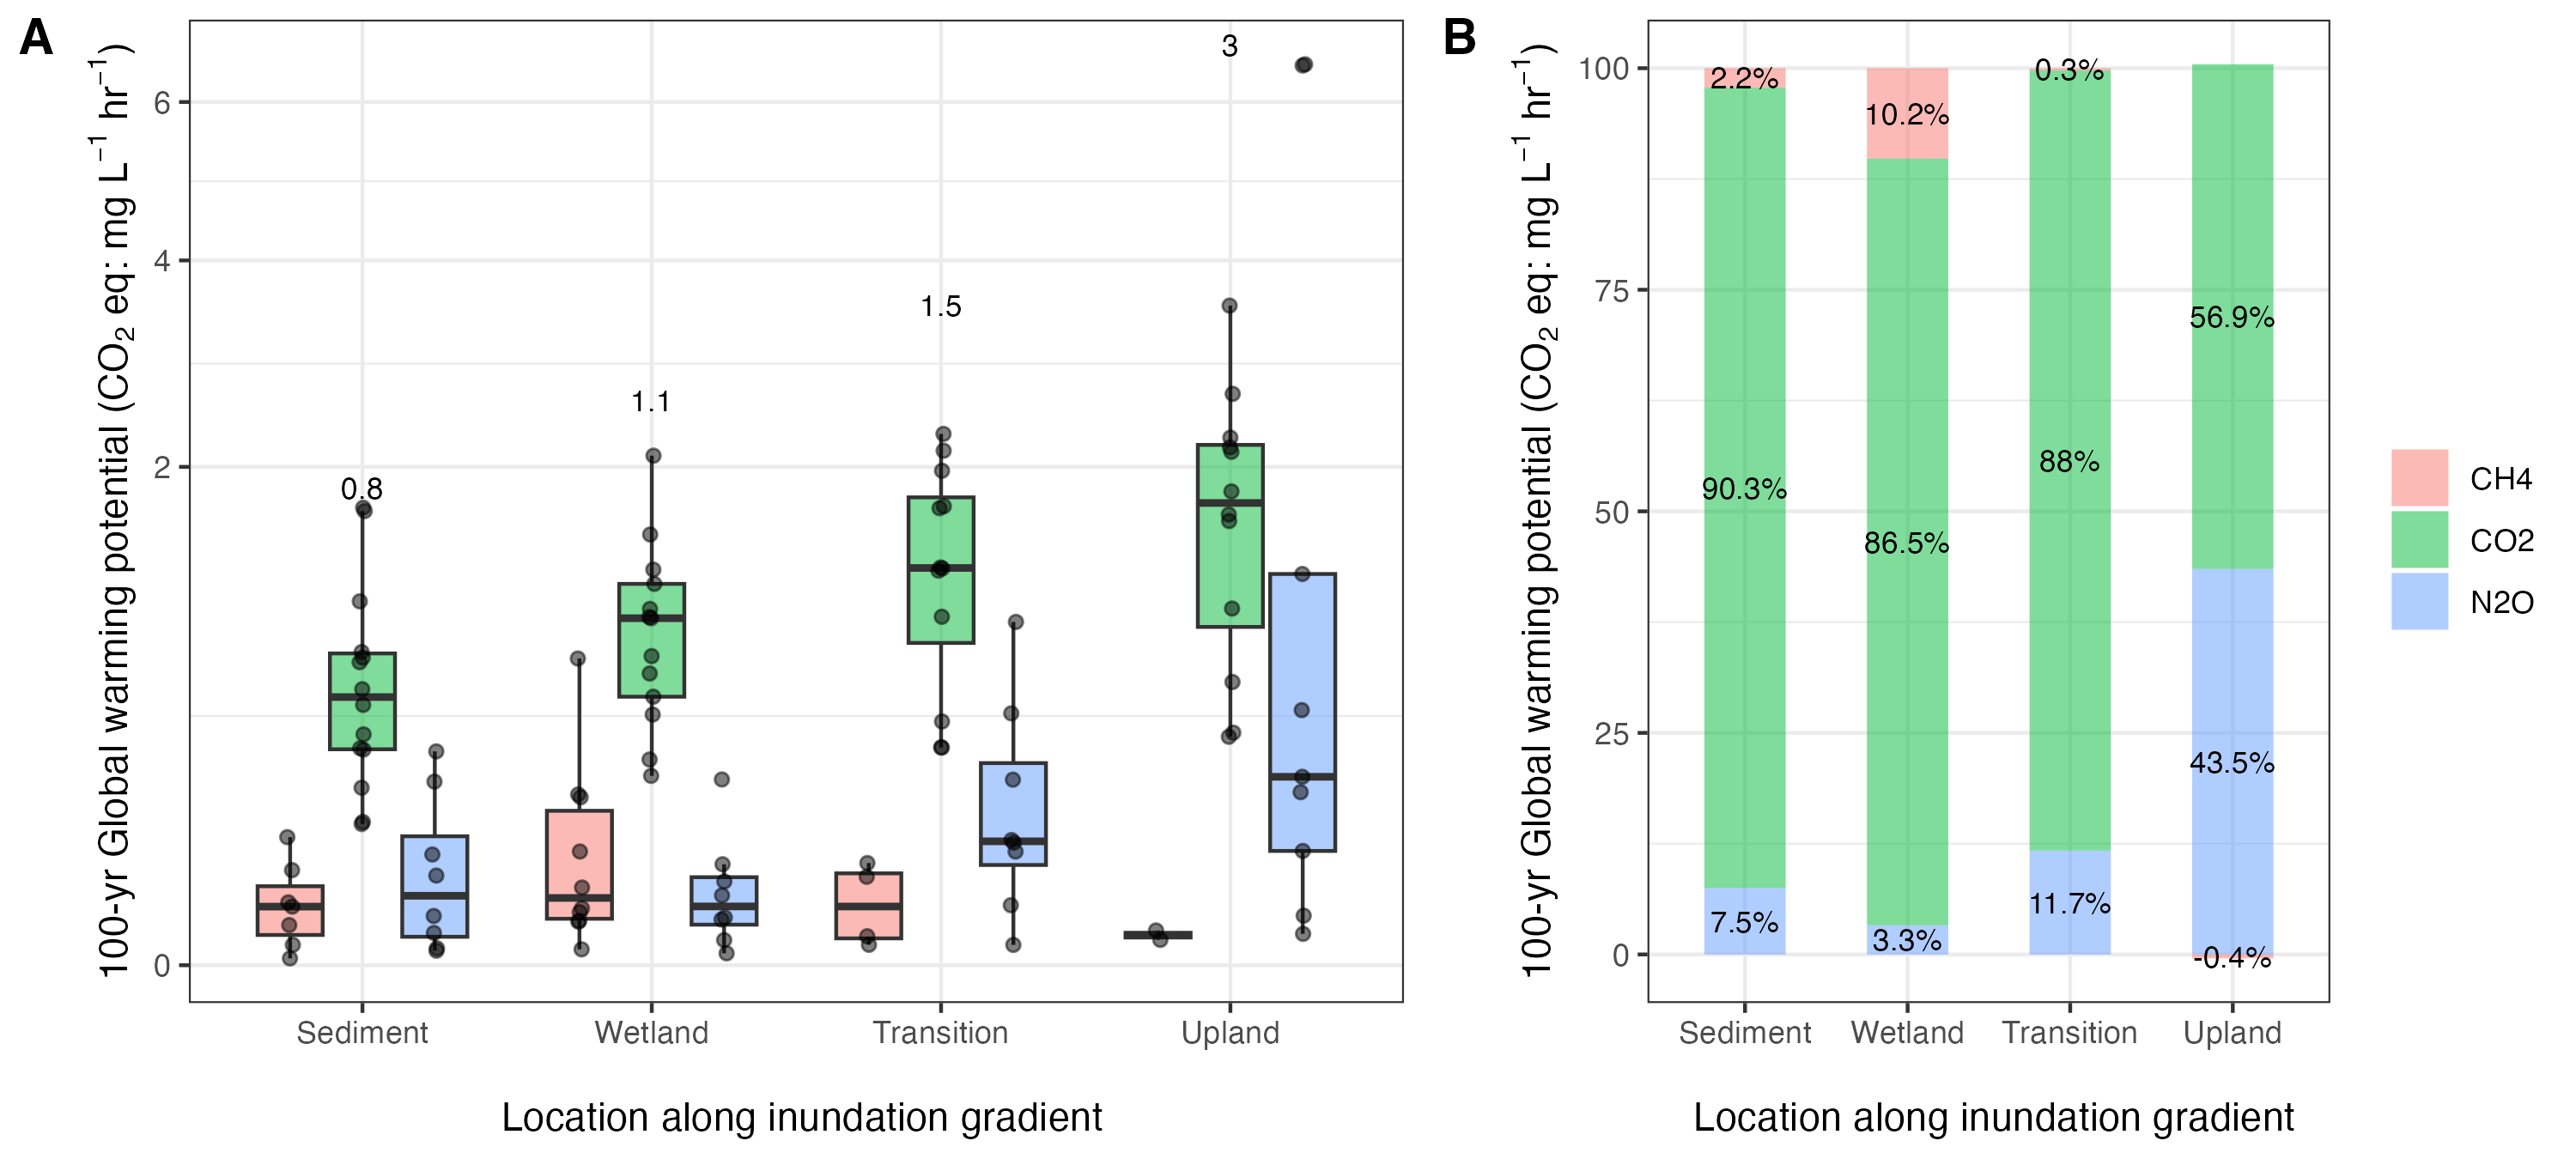 A
100-yr Global warming potential (CO₂ eq: mg L⁻¹ hr⁻¹)
6
4
2
0
0.8
1.1
1.5
3
Sediment
Wetland
Transition
Upland
Location along inundation gradient
B
100-yr Global warming potential (CO₂ eq: mg L⁻¹ hr⁻¹)
100
75
50
25
0
2.2%
90.3%
7.5%
10.2%
86.5%
3.3%
0.3%
88%
11.7%
56.9%
43.5%
-0.4%
Sediment
Wetland
Transition
Upland
Location along inundation gradient
CH4
CO2
N2O